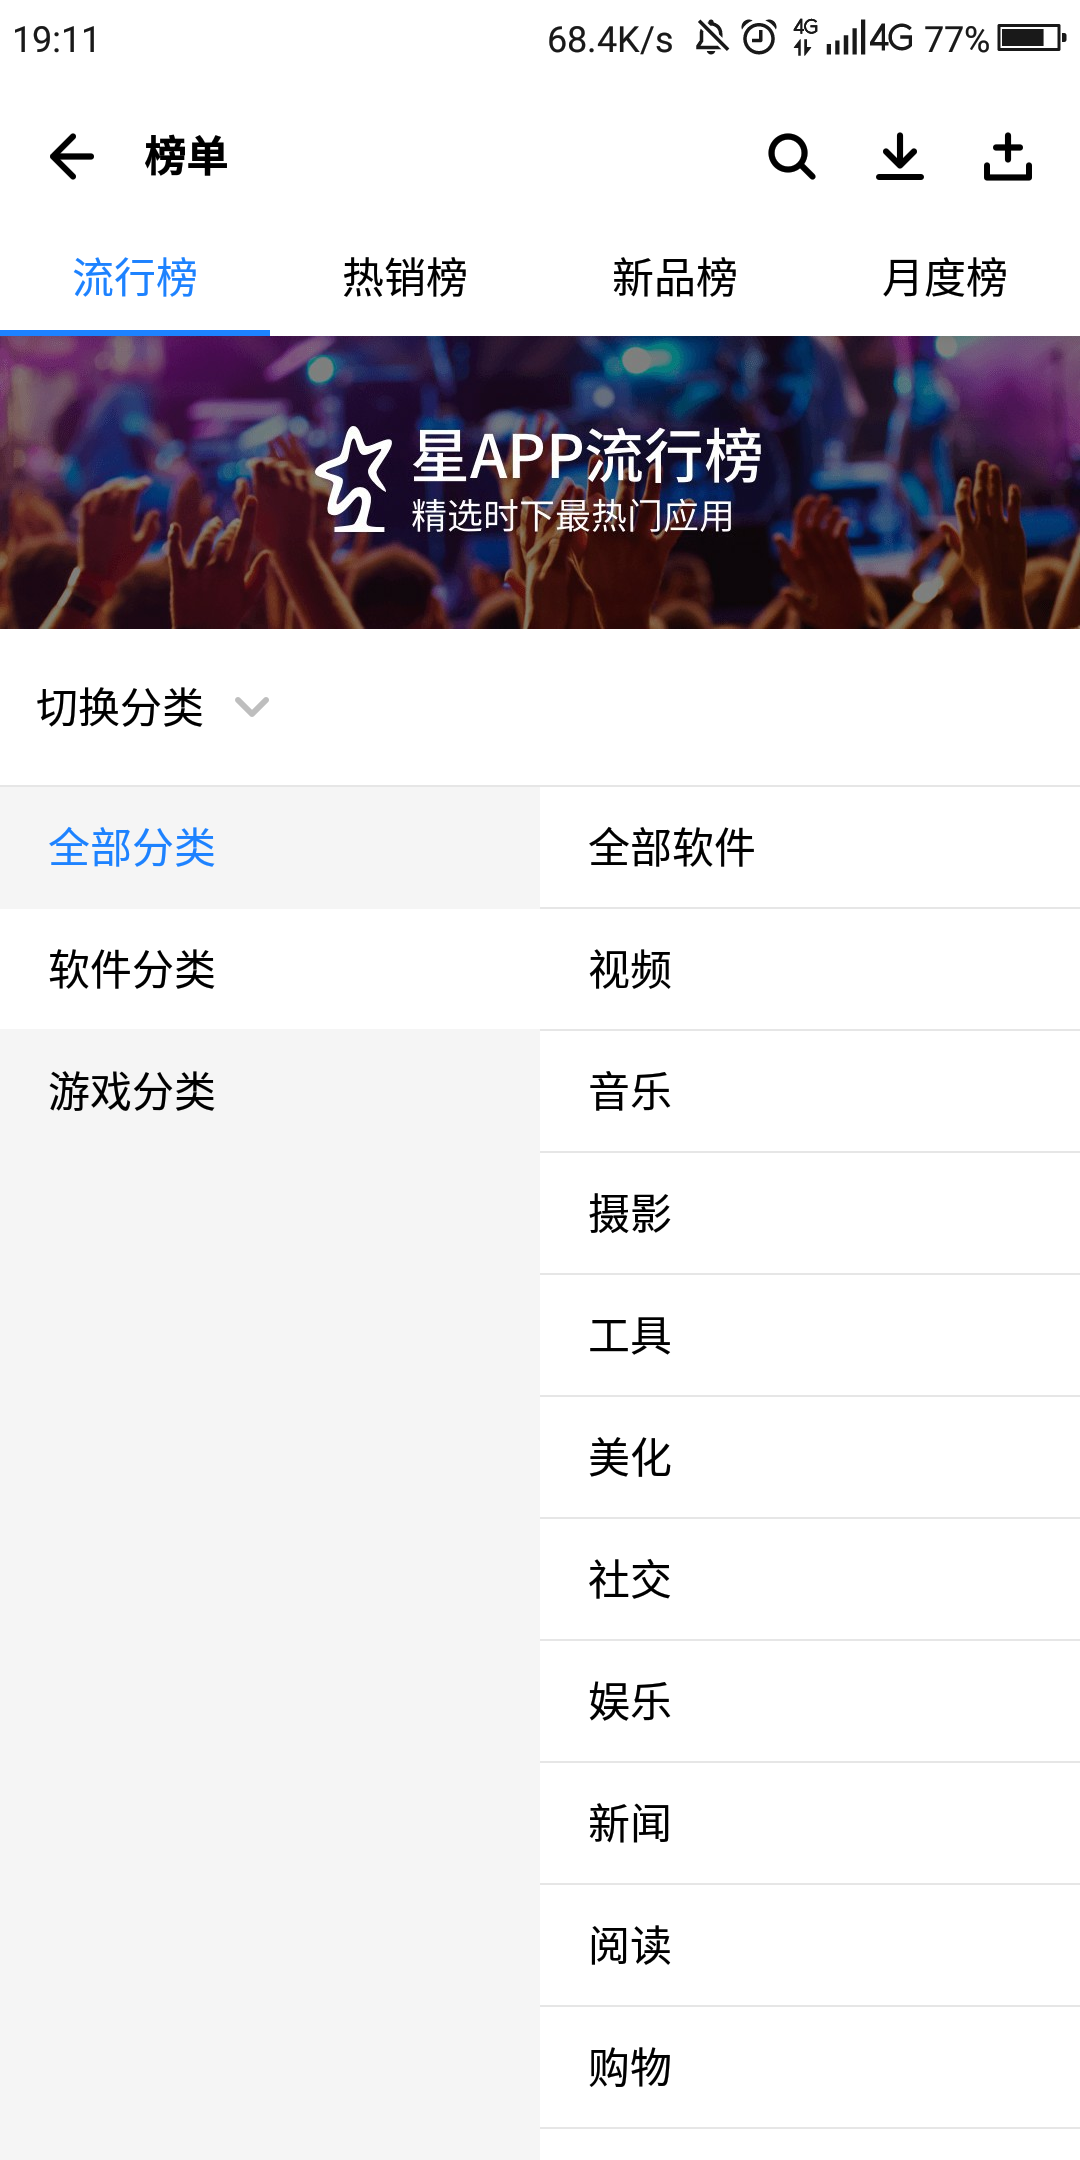 19:11 68.4K/s 4G 4G 77%
榜单
流行榜 热销榜 新品榜 月度榜
星APP流行榜
精选时下最热门应用
切换分类
全部分类 全部软件
软件分类 视频
游戏分类 音乐
摄影
工具
美化
社交
娱乐
新闻
阅读
购物